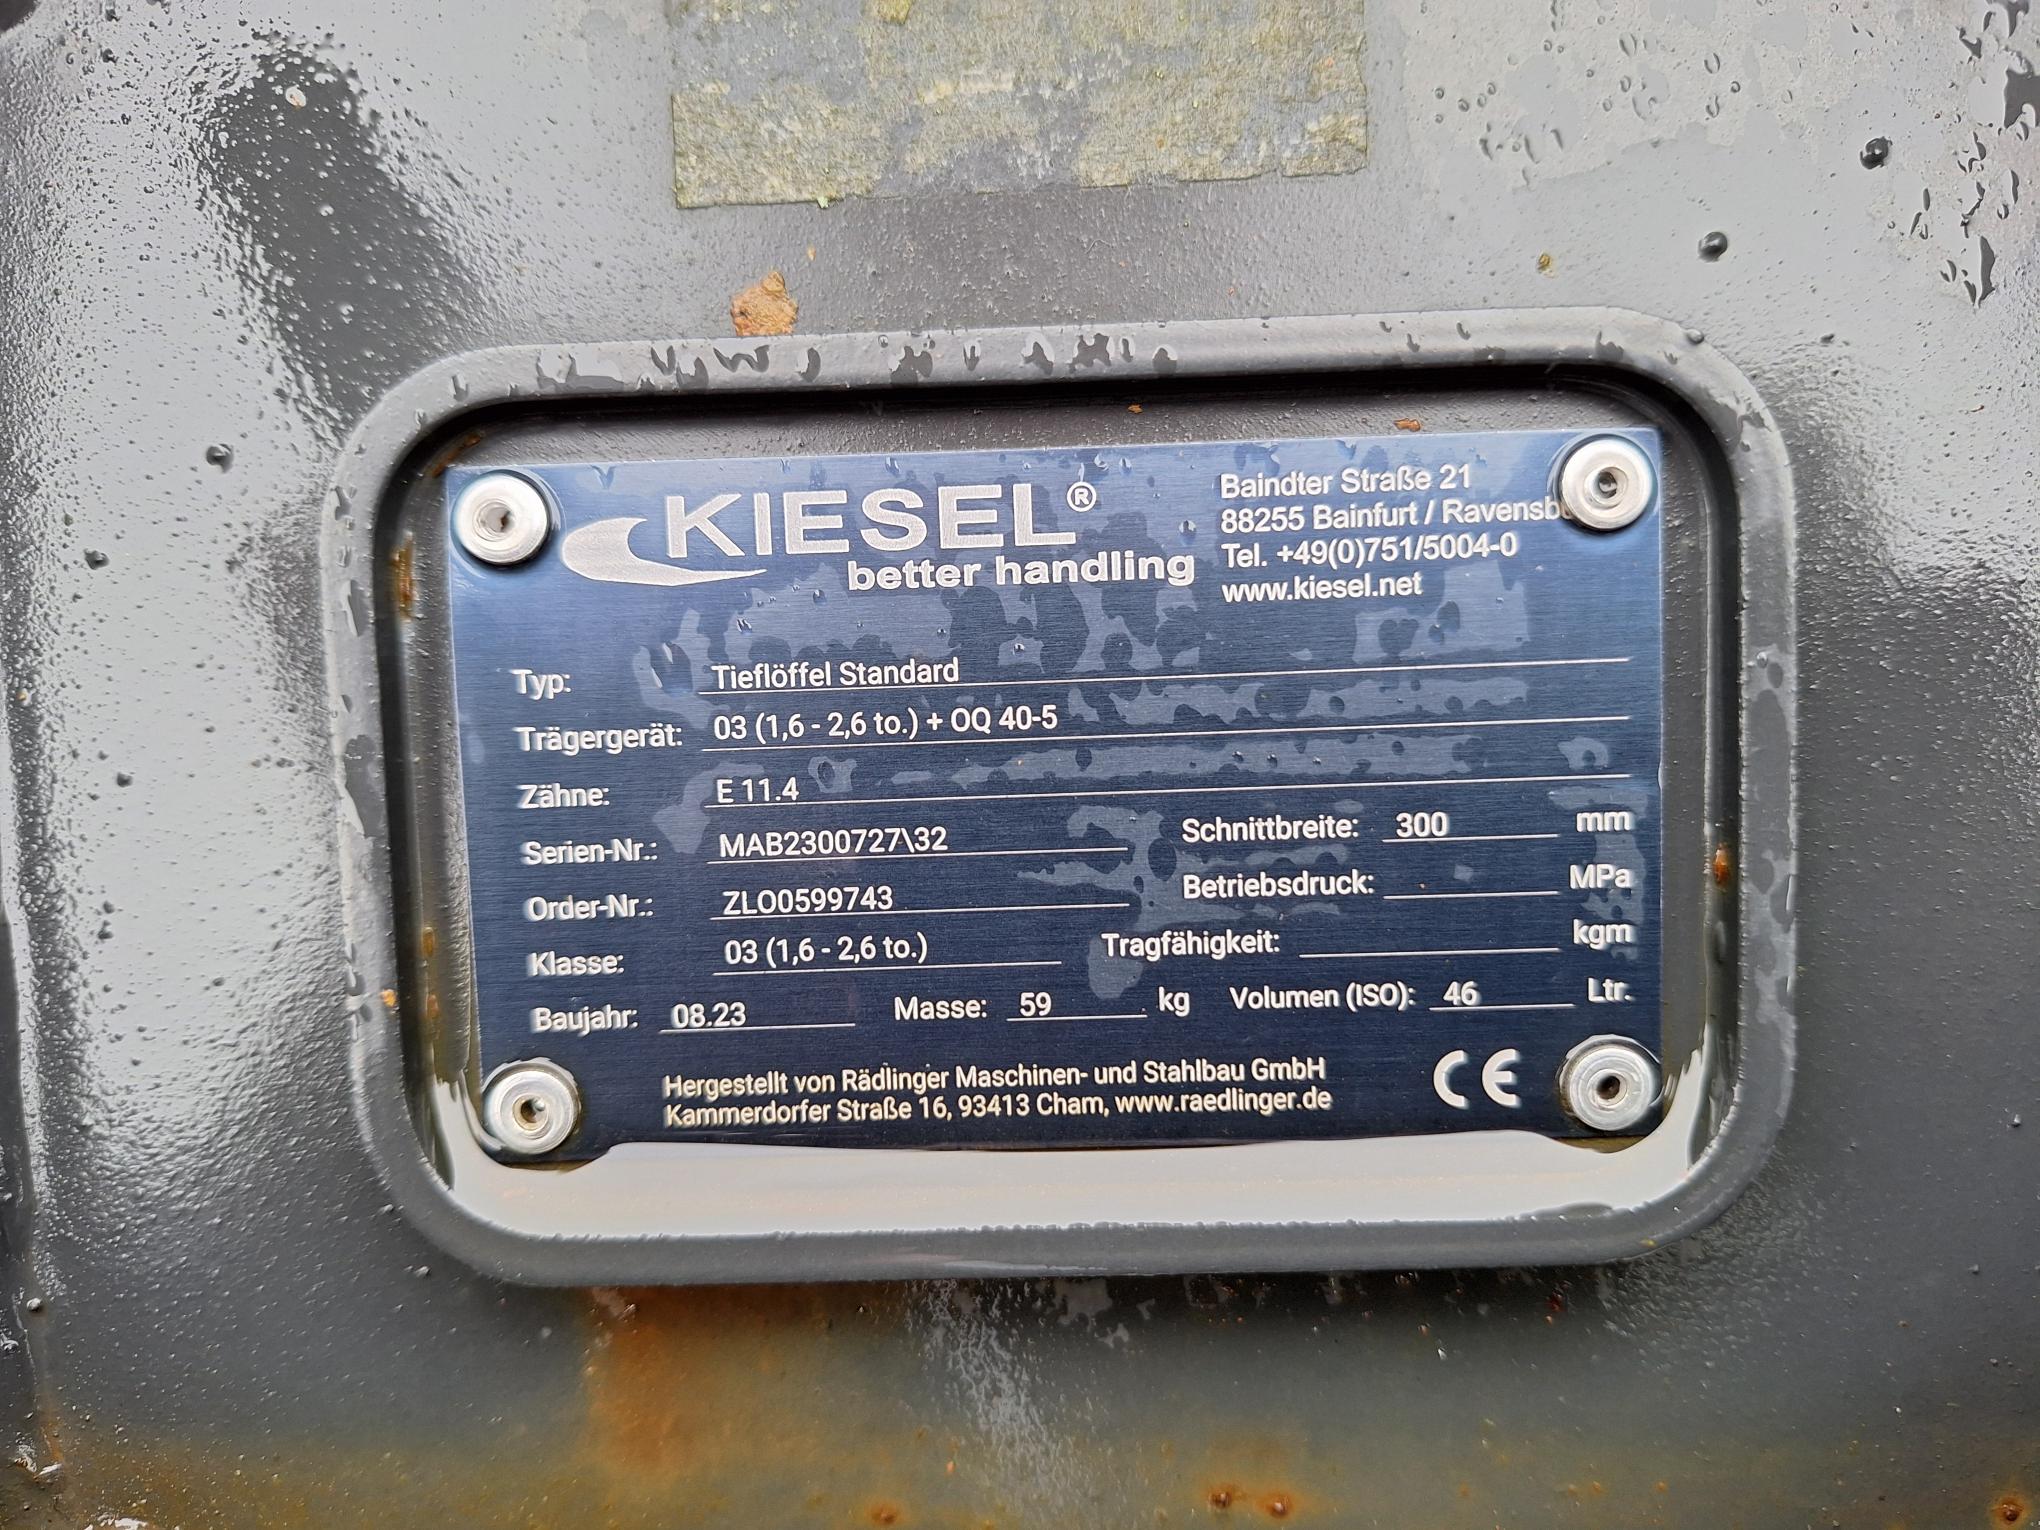 KIESEL®
better handling
Baindter Straße 21
88255 Bainfurt /
Tel. +49(0)751/5004-0
www.kiesel.net
Typ: Tieflöffel Standard
Trägergerät: 03 (1,6 - 2,6 to.) + OQ 40-5
Zähne: E 11.4
Serien-Nr.: MAB2300727\32 Schnittbreite: 300 mm
Order-Nr.: ZLO0599743 Betriebsdruck: MPa
Klasse: 03 (1,6 - 2,6 to.) Tragfähigkeit: kgm
Baujahr: 08.23 Masse: 59 kg Volumen (ISO): 46 Ltr.
Hergestellt von Rädlinger Maschinen- und Stahlbau GmbH
Kammerdorfer Straße 16, 93413 Cham, www.raedlinger.de
CE